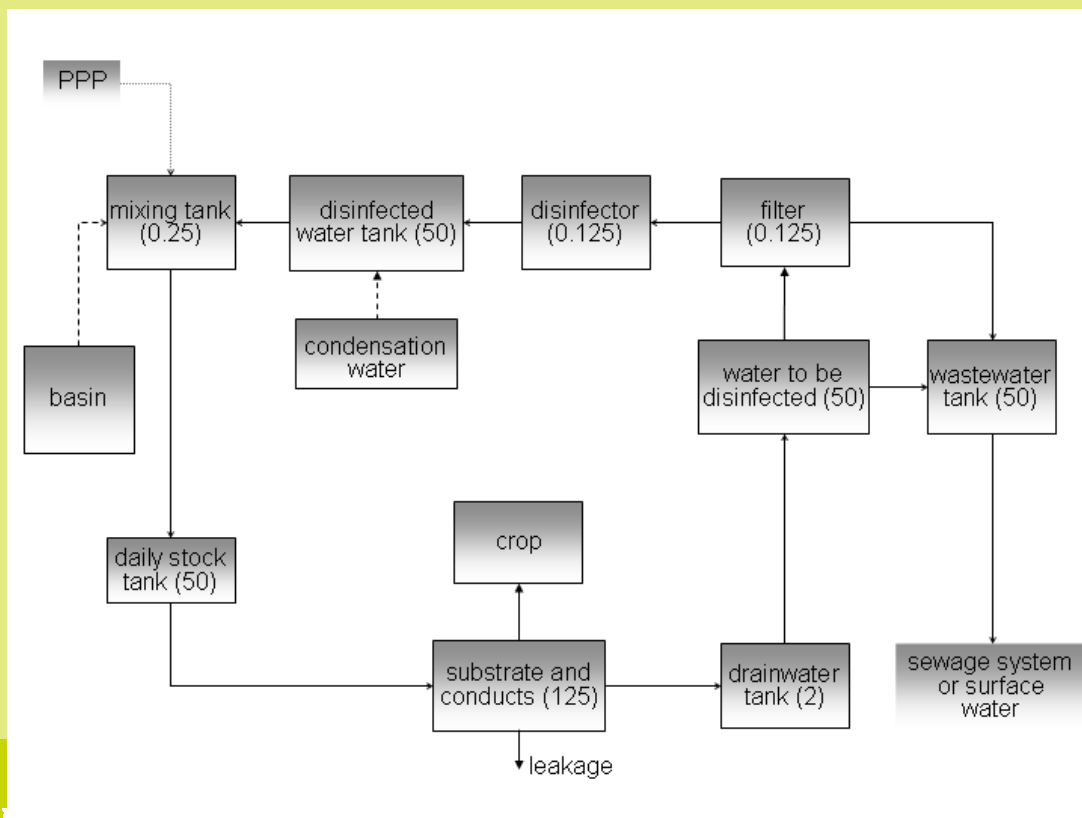 PPP
mixing tank
(0.25)
disinfected
water tank (50)
disinfector
(0.125)
filter
(0.125)
basin
condensation
water
water to be
disinfected (50)
wastewater
tank (50)
daily stock
tank (50)
crop
substrate and
conducts (125)
drainwater
tank (2)
sewage system
or surface
water
leakage